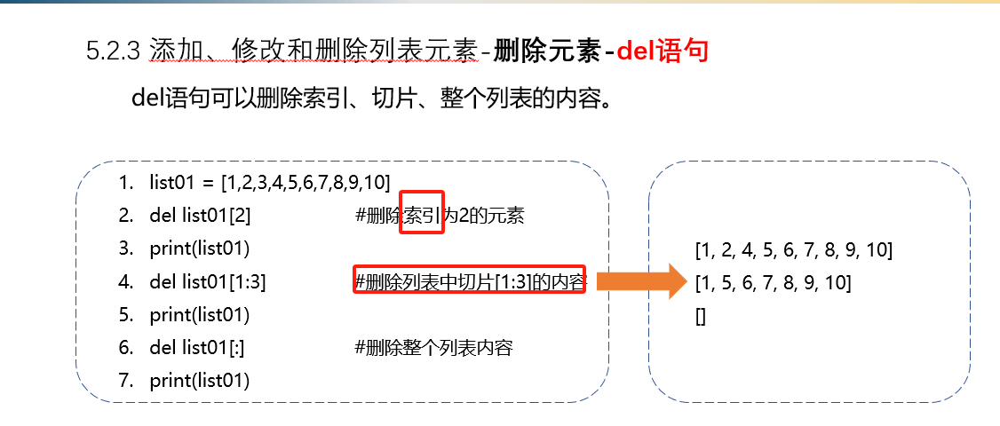 5.2.3 添加、修改和删除列表元素-删除元素-del语句
del语句可以删除索引、切片、整个列表的内容。
1. list01 = [1,2,3,4,5,6,7,8,9,10]
2. del list01[2] #删除索引为2的元素
3. print(list01)
4. del list01[1:3] #删除列表中切片[1:3]的内容
5. print(list01)
6. del list01[:] #删除整个列表内容
7. print(list01)
[1, 2, 4, 5, 6, 7, 8, 9, 10]
[1, 5, 6, 7, 8, 9, 10]
[]